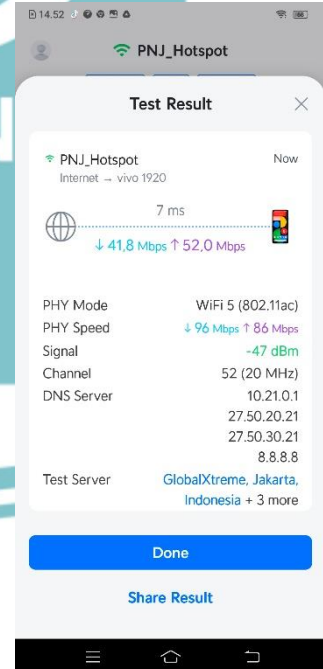 14.52
86
PNJ_Hotspot
Test Result
PNJ_Hotspot Now
Internet → vivo 1920
7 ms
↓ 41,8 Mbps ↑ 52,0 Mbps
PHY Mode WiFi 5 (802.11ac)
PHY Speed ↓ 96 Mbps ↑ 86 Mbps
Signal -47 dBm
Channel 52 (20 MHz)
DNS Server 10.21.0.1
27.50.20.21
27.50.30.21
8.8.8.8
Test Server GlobalXtreme, Jakarta,
Indonesia + 3 more
Done
Share Result